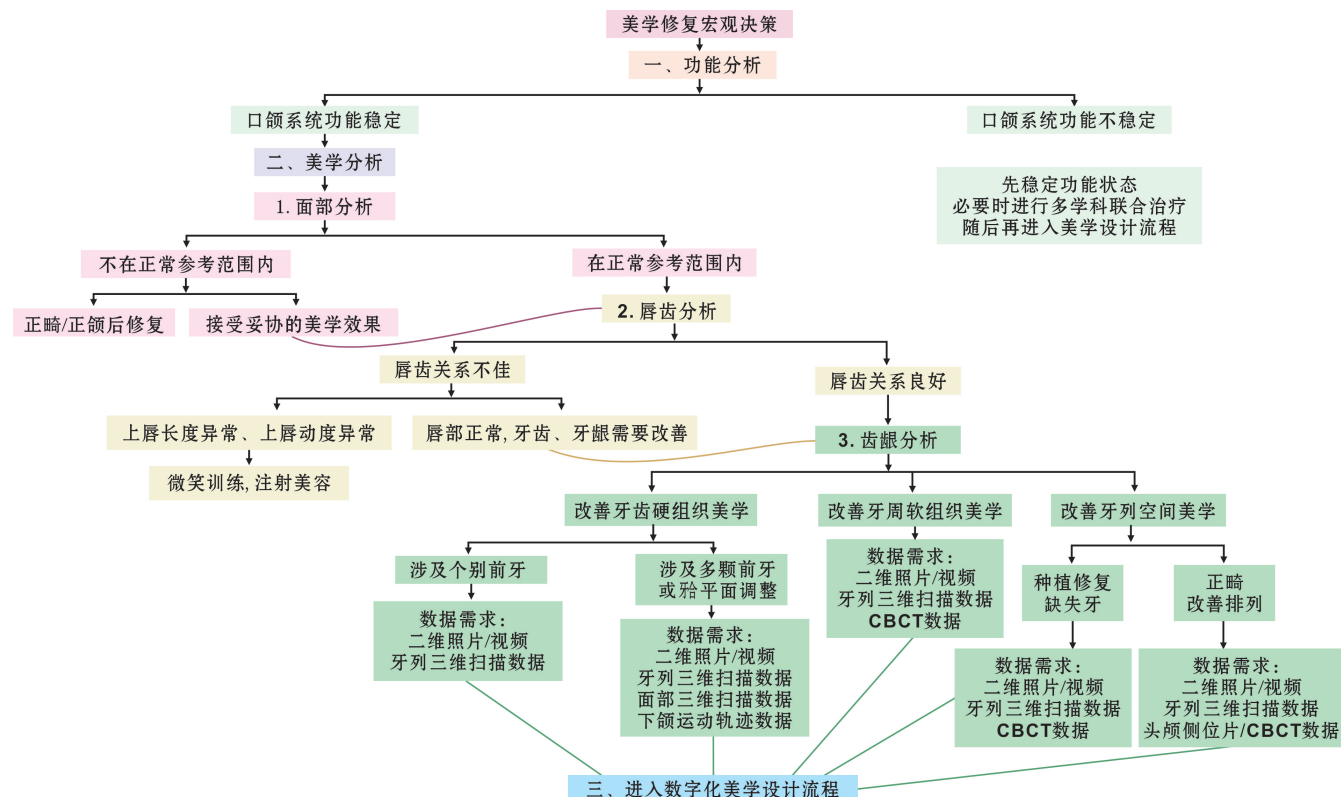 美学修复宏观决策
一、功能分析
口颌系统功能稳定
口颌系统功能不稳定
二、美学分析
先稳定功能状态
必要时进行多学科联合治疗
随后再进入美学设计流程
1. 面部分析
不在正常参考范围内
在正常参考范围内
正畸/正颌后修复
接受妥协的美学效果
2. 唇齿分析
唇齿关系不佳
唇齿关系良好
上唇长度异常、上唇动度异常
唇部正常, 牙齿、牙龈需要改善
3. 齿龈分析
微笑训练, 注射美容
改善牙齿硬组织美学
改善牙周软组织美学
改善牙列空间美学
涉及个别前牙
涉及多颗前牙
或𬌗平面调整
数据需求：
二维照片/视频
牙列三维扫描数据
CBCT数据
种植修复
缺失牙
正畸
改善排列
数据需求：
二维照片/视频
牙列三维扫描数据
数据需求：
二维照片/视频
牙列三维扫描数据
面部三维扫描数据
下颌运动轨迹数据
数据需求：
二维照片/视频
牙列三维扫描数据
CBCT数据
数据需求：
二维照片/视频
牙列三维扫描数据
头颅侧位片/CBCT数据
三、进入数字化美学设计流程